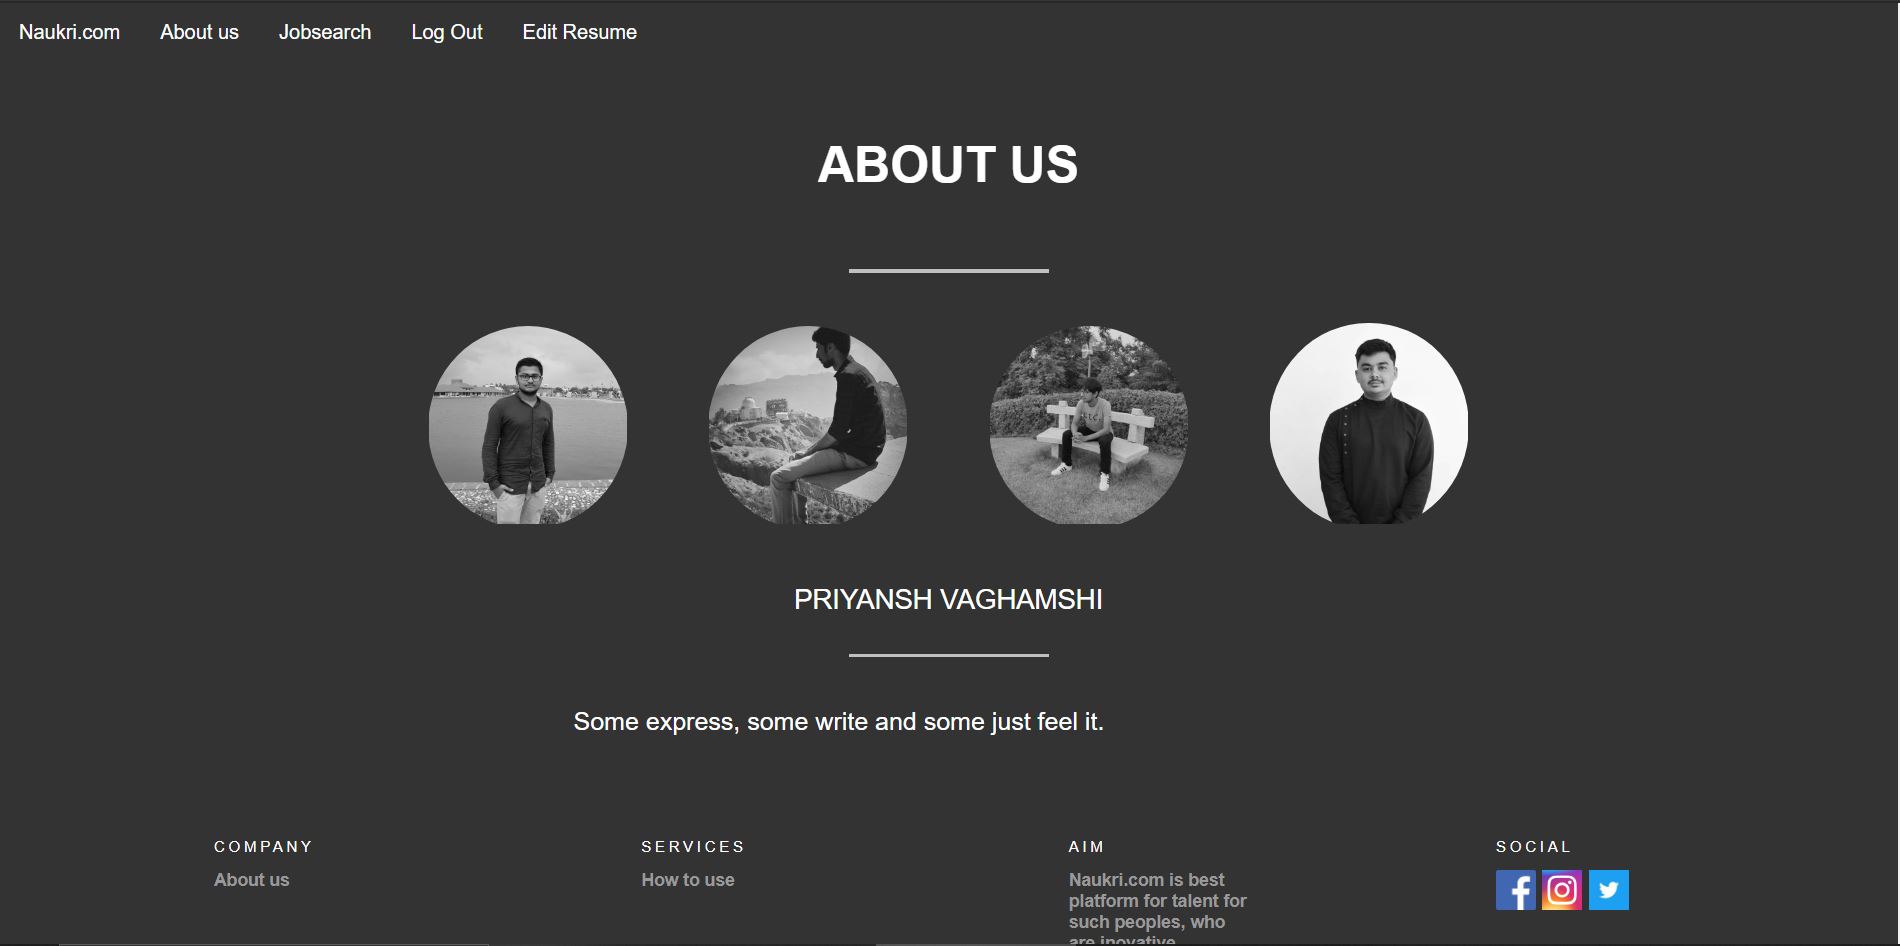 Naukri.com About us Jobsearch Log Out Edit Resume
ABOUT US
PRIYANSH VAGHAMSHI
Some express, some write and some just feel it.
COMPANY
About us
SERVICES
How to use
AIM
Naukri.com is best
platform for talent for
such peoples, who
are inovative
SOCIAL